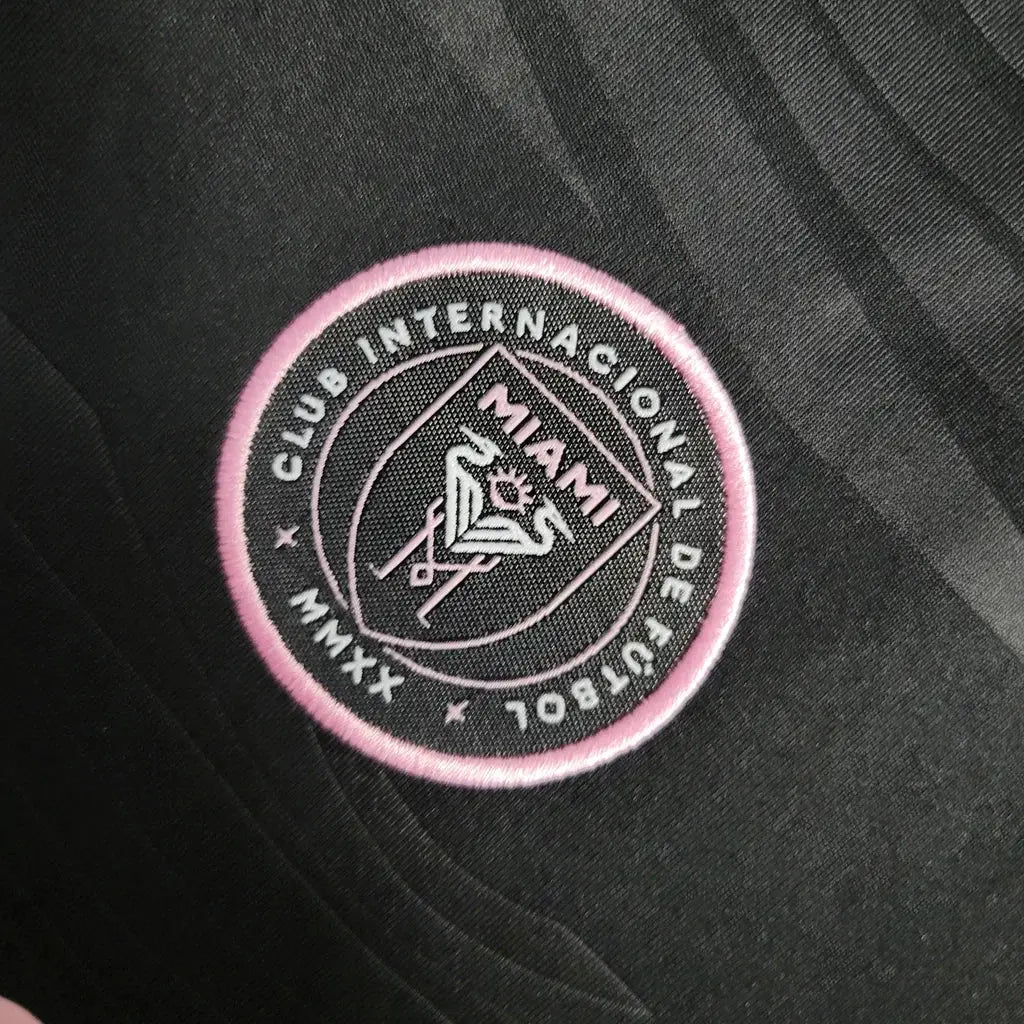 CLUB INTERNACIONAL DE FÚTBOL
MIAMI
MMXX